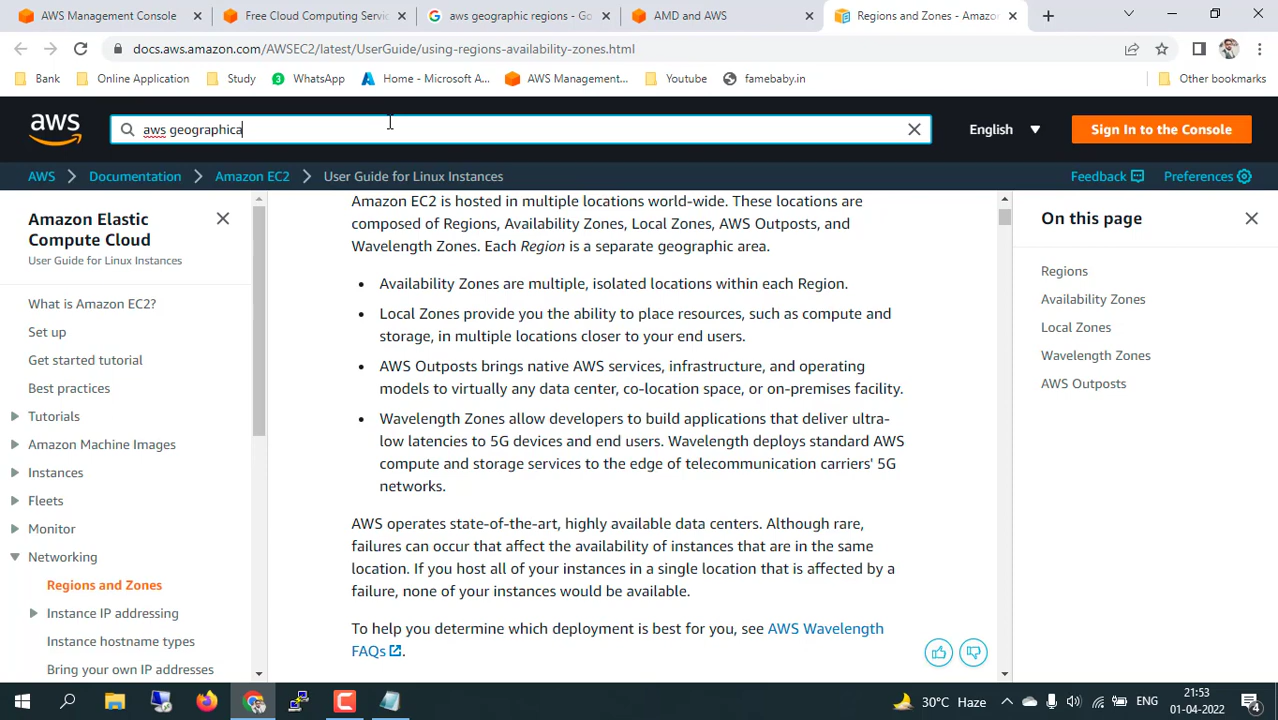 AWS Management Console
Free Cloud Computing Servic
G aws geographic regions - Go
AMD and AWS
Regions and Zones - Amazo
docs.aws.amazon.com/AWSEC2/latest/UserGuide/using-regions-availability-zones.html
Bank
Online Application
Study
3 WhatsApp
Home - Microsoft A...
AWS Management...
Youtube
famebaby.in
Other bookmarks
aws
aws geographica
English
Sign In to the Console
AWS
Documentation
Amazon EC2
User Guide for Linux Instances
Feedback
Preferences
Amazon Elastic
Compute Cloud
User Guide for Linux Instances
What is Amazon EC2?
Set up
Get started tutorial
Best practices
Tutorials
Amazon Machine Images
Instances
Fleets
Monitor
Networking
Regions and Zones
Instance IP addressing
Instance hostname types
Bring your own IP addresses
Amazon EC2 is hosted in multiple locations world-wide. These locations are
composed of Regions, Availability Zones, Local Zones, AWS Outposts, and
Wavelength Zones. Each Region is a separate geographic area.
• Availability Zones are multiple, isolated locations within each Region.
• Local Zones provide you the ability to place resources, such as compute and
storage, in multiple locations closer to your end users.
• AWS Outposts brings native AWS services, infrastructure, and operating
models to virtually any data center, co-location space, or on-premises facility.
• Wavelength Zones allow developers to build applications that deliver ultra-
low latencies to 5G devices and end users. Wavelength deploys standard AWS
compute and storage services to the edge of telecommunication carriers' 5G
networks.
AWS operates state-of-the-art, highly available data centers. Although rare,
failures can occur that affect the availability of instances that are in the same
location. If you host all of your instances in a single location that is affected by a
failure, none of your instances would be available.
To help you determine which deployment is best for you, see AWS Wavelength
FAQs.
On this page
Regions
Availability Zones
Local Zones
Wavelength Zones
AWS Outposts
30°C Haze
ENG
21:53
01-04-2022
4